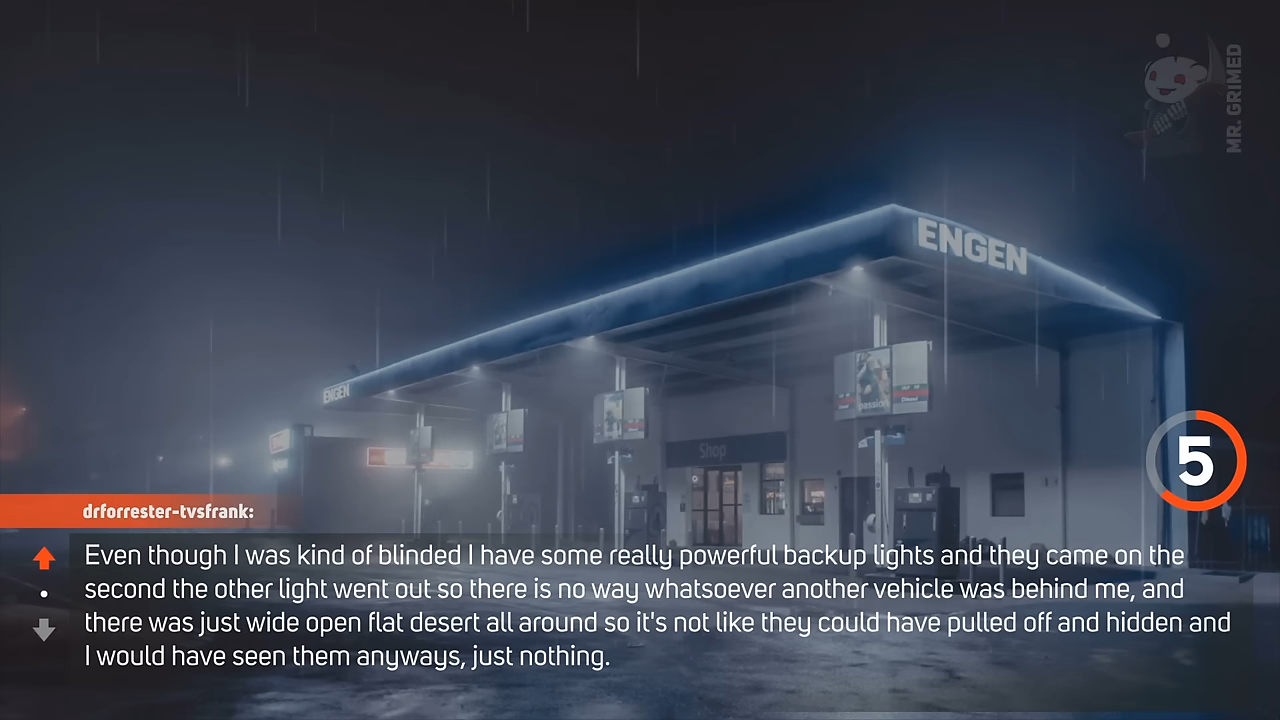 MR. GRIMED
ENGEN
ENGEN
passion
Shop
5
drforrester-tvsfrank:
Even though I was kind of blinded I have some really powerful backup lights and they came on the
second the other light went out so there is no way whatsoever another vehicle was behind me, and
there was just wide open flat desert all around so it's not like they could have pulled off and hidden and
I would have seen them anyways, just nothing.